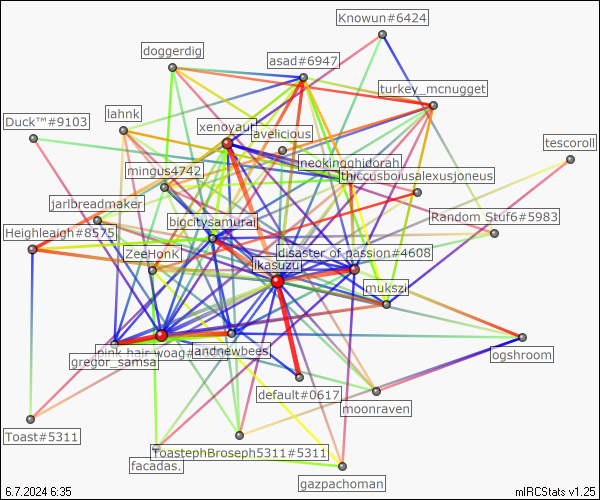 Knowun#6424
doggerdig
asad#6947
turkey_mcnugget
lahnk
Duck™#9103
xenoyaur
avelicious
tescoroll
mingus4742
neokingghidorah
thiccusboiusalexusjoneus
jarlbreadmaker
bigcitysamurai
Random Stuf6#5983
Heighleaigh#8575
ZeeHonK
disaster of passion#4608
ikasuzu
mukszi
pink hair woag#
landnewbees
ogshroom
gregor_samsa
default#0617
moonraven
Toast#5311
ToastephBroseph5311#5311
facadas.
gazpachoman
6.7.2024 6:35
mIRCStats v1.25